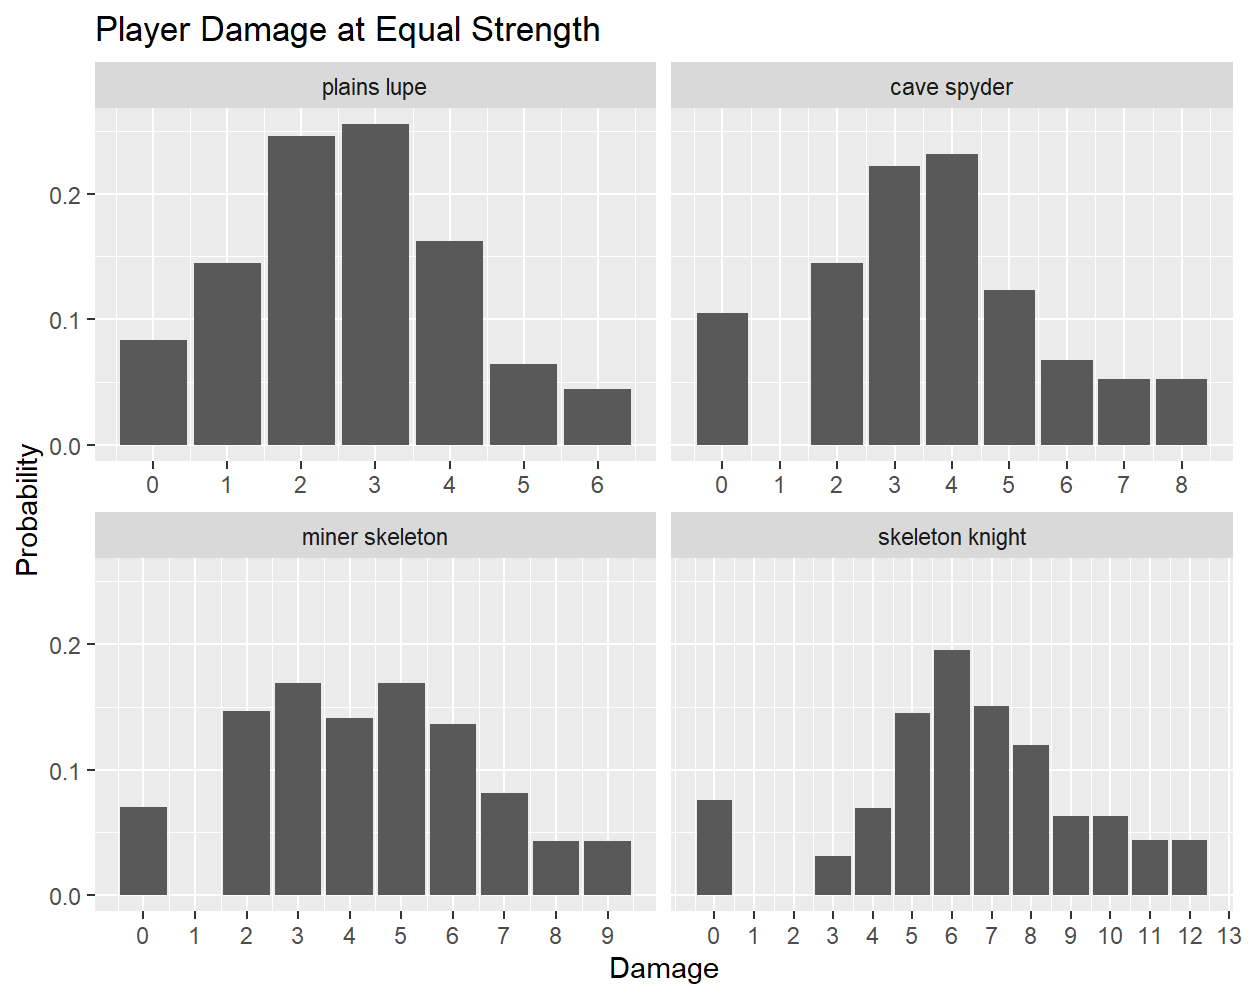 Player Damage at Equal Strength
plains lupe
cave spyder
0.2
0.1
0.0
0 1 2 3 4 5 6
0 1 2 3 4 5 6 7 8
Probability
miner skeleton
skeleton knight
0.2
0.1
0.0
0 1 2 3 4 5 6 7 8 9
0 1 2 3 4 5 6 7 8 9 10 11 12 13
Damage